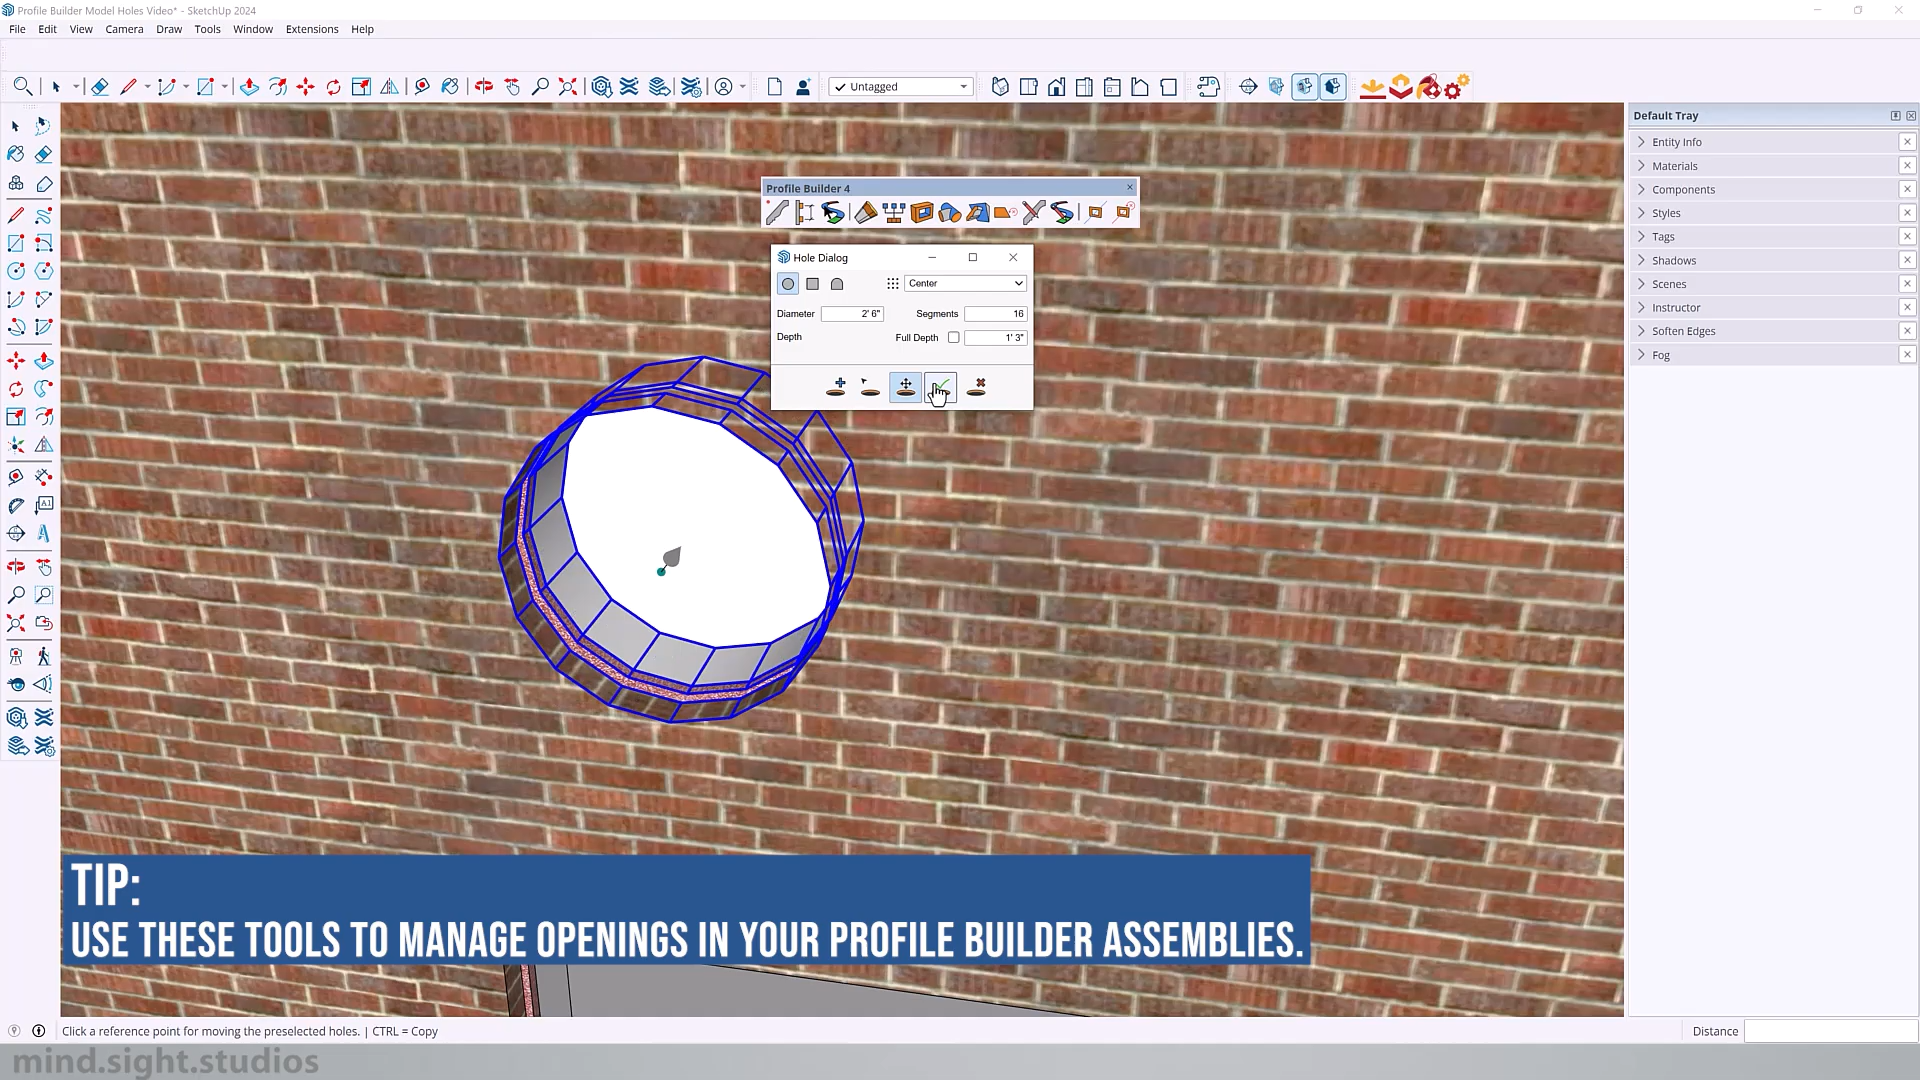 Profile Builder Model Holes Video* - SketchUp 2024
File Edit View Camera Draw Tools Window Extensions Help
Untagged
Default Tray
Entity Info
Materials
Components
Styles
Tags
Shadows
Scenes
Instructor
Soften Edges
Fog
Profile Builder 4
Hole Dialog
Center
Diameter 2' 6" Segments 16
Depth Full Depth 1' 3"
TIP:
USE THESE TOOLS TO MANAGE OPENINGS IN YOUR PROFILE BUILDER ASSEMBLIES.
Click a reference point for moving the preselected holes. | CTRL = Copy
Distance
mind.sight.studios